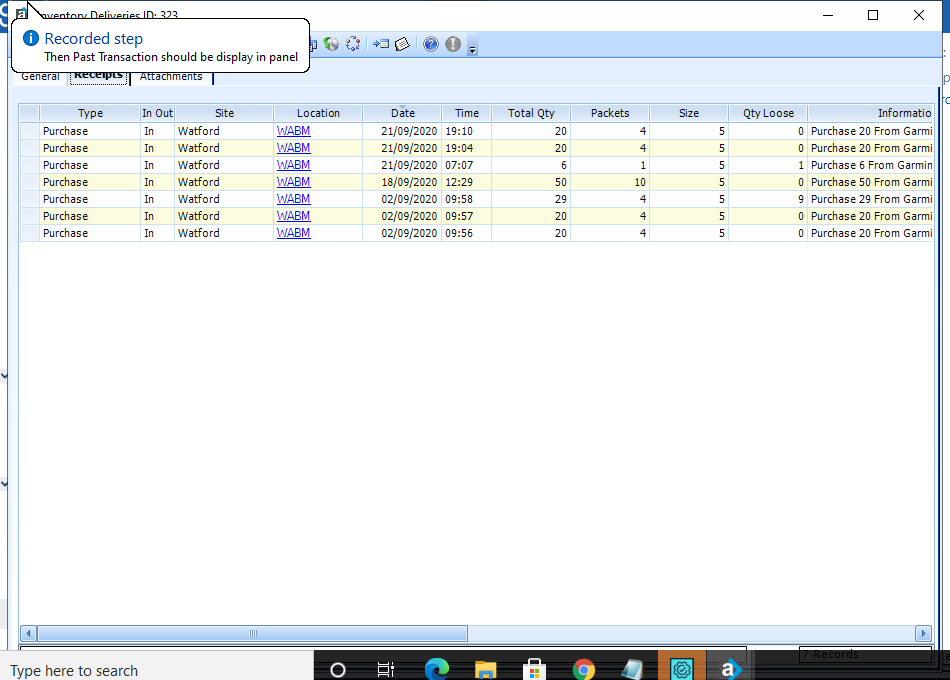 Inventory Deliveries ID: 323
Recorded step
Then Past Transaction should be display in panel
General Receipts Attachments
Type In Out Site Location Date Time Total Qty Packets Size Qty Loose Informatio
Purchase In Watford WABM 21/09/2020 19:10 20 4 5 0 Purchase 20 From Garmi
Purchase In Watford WABM 21/09/2020 19:04 20 4 5 0 Purchase 20 From Garmi
Purchase In Watford WABM 21/09/2020 07:07 6 1 5 1 Purchase 6 From Garmin
Purchase In Watford WABM 18/09/2020 12:29 50 10 5 0 Purchase 50 From Garmi
Purchase In Watford WABM 02/09/2020 09:58 29 4 5 9 Purchase 29 From Garmi
Purchase In Watford WABM 02/09/2020 09:57 20 4 5 0 Purchase 20 From Garmi
Purchase In Watford WABM 02/09/2020 09:56 20 4 5 0 Purchase 20 From Garmi
7 Records
Type here to search